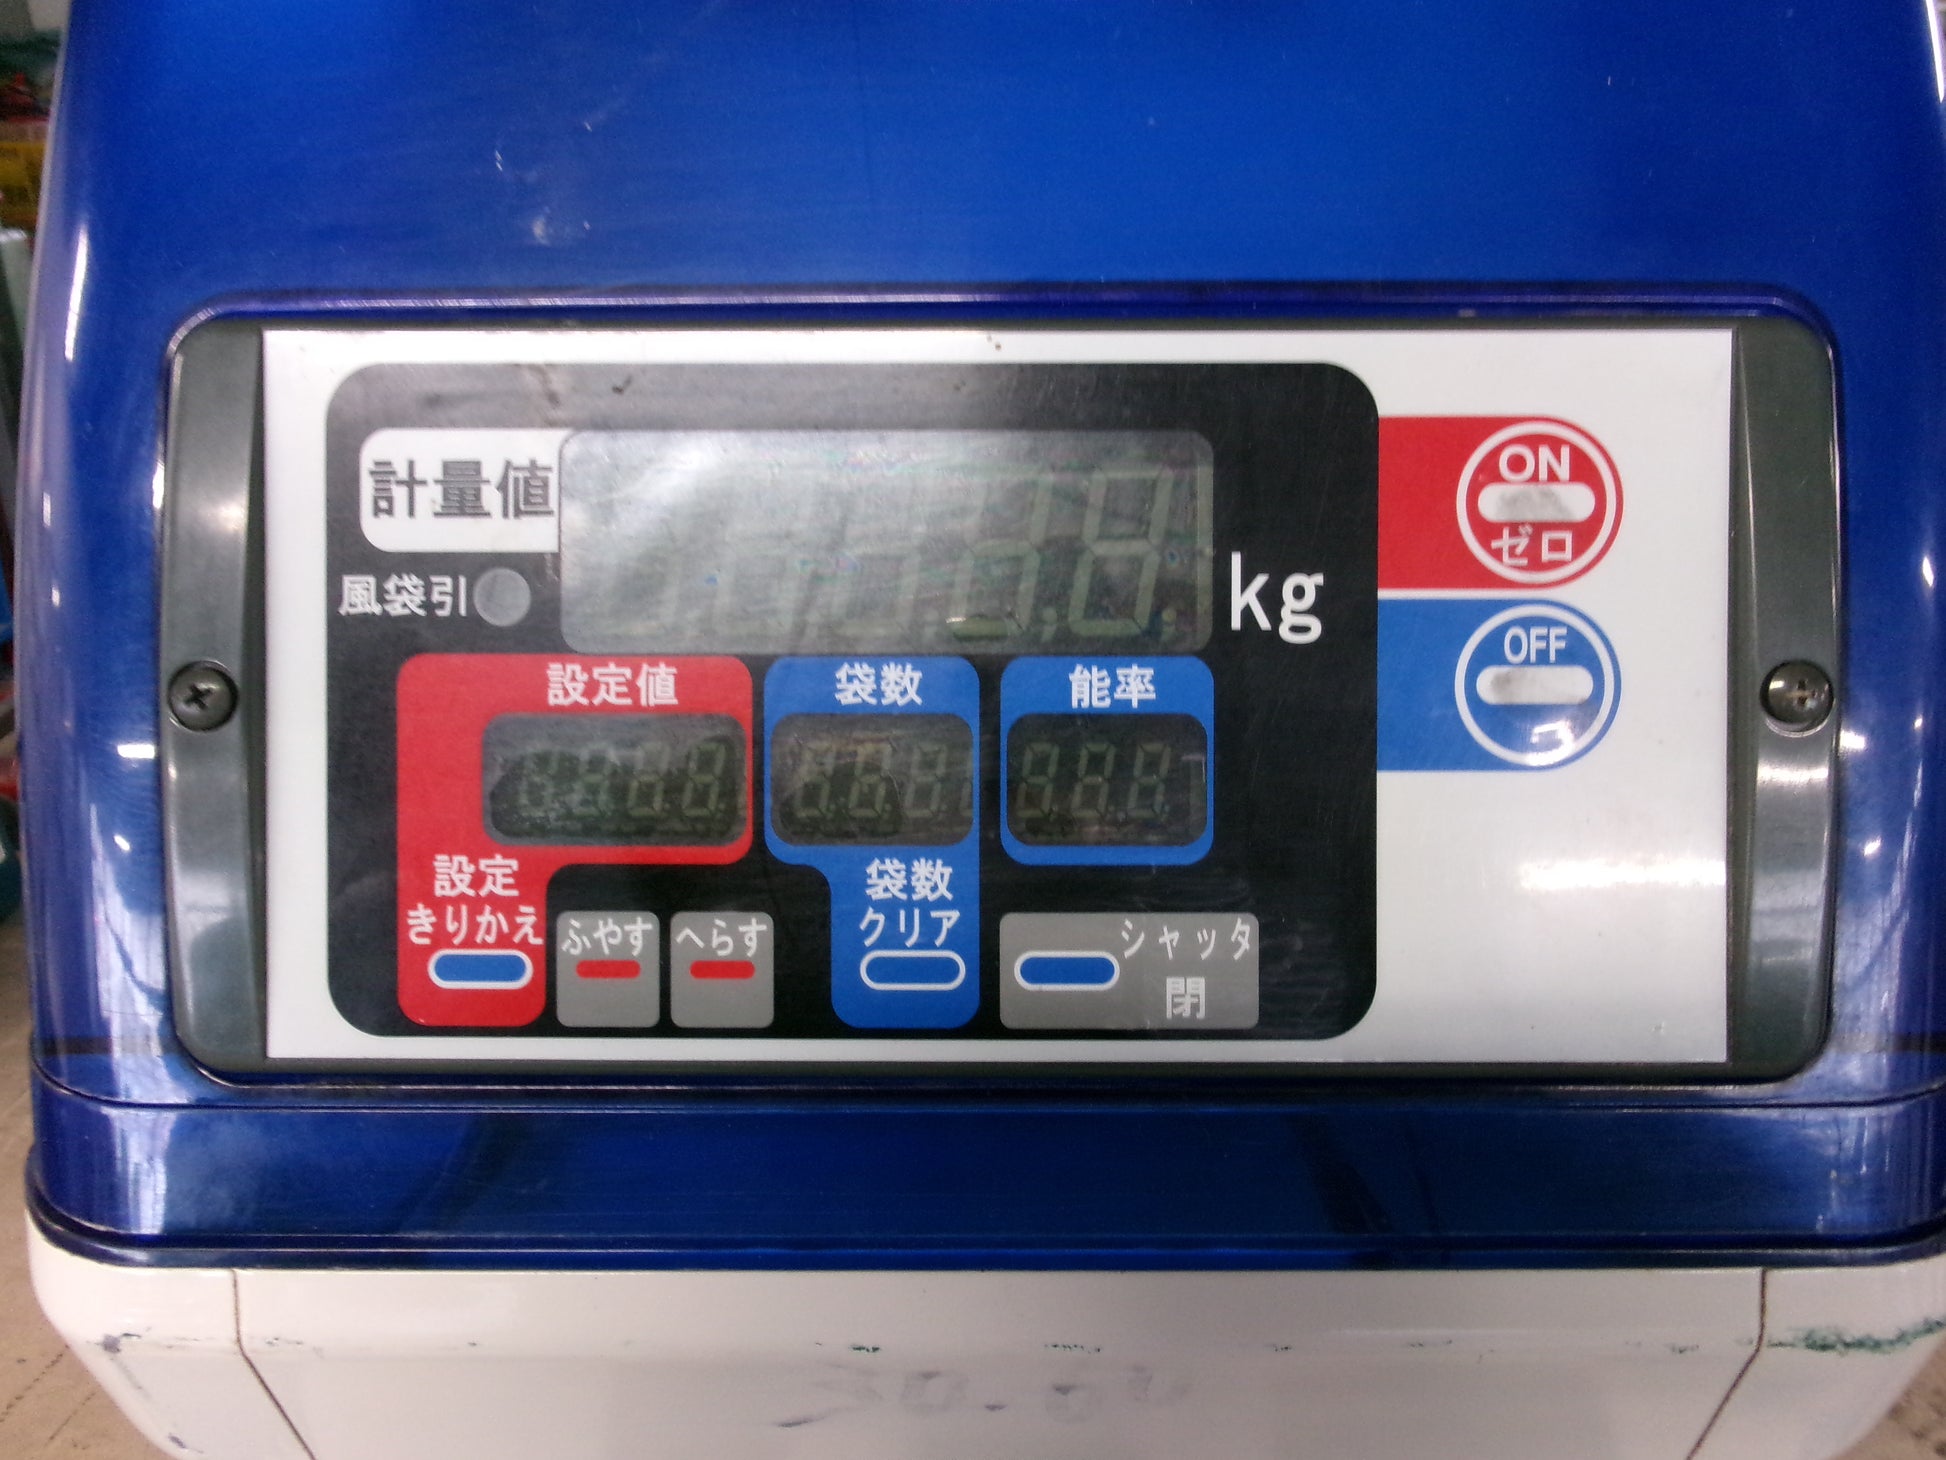 計量値
風袋引
kg
ON
ゼロ
OFF
設定値
袋数
能率
設定
きりかえ
ふやす
へらす
袋数
クリア
シャッタ
閉